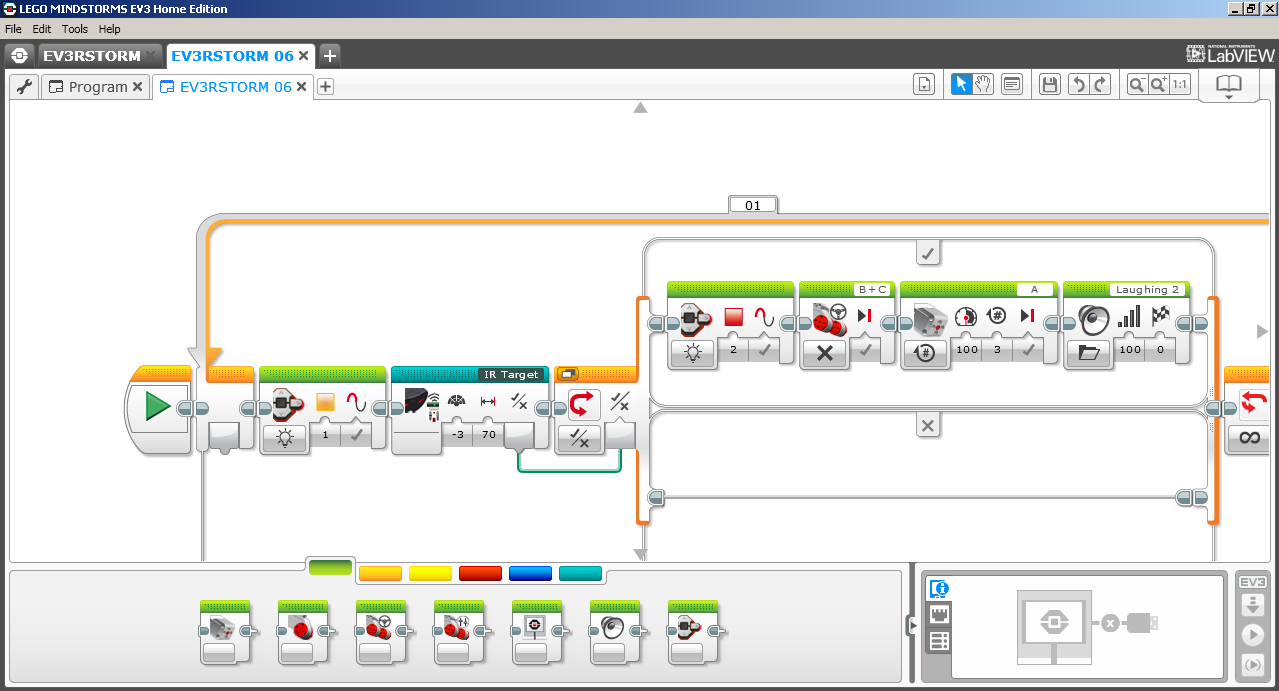 LEGO MINDSTORMS EV3 Home Edition
File Edit Tools Help
EV3RSTORM EV3RSTORM 06
NATIONAL INSTRUMENTS
LabVIEW
Program EV3RSTORM 06
1:1
01
B+C A Laughing 2
2 100 3 100 0
IR Target
1 -3 70
EV3